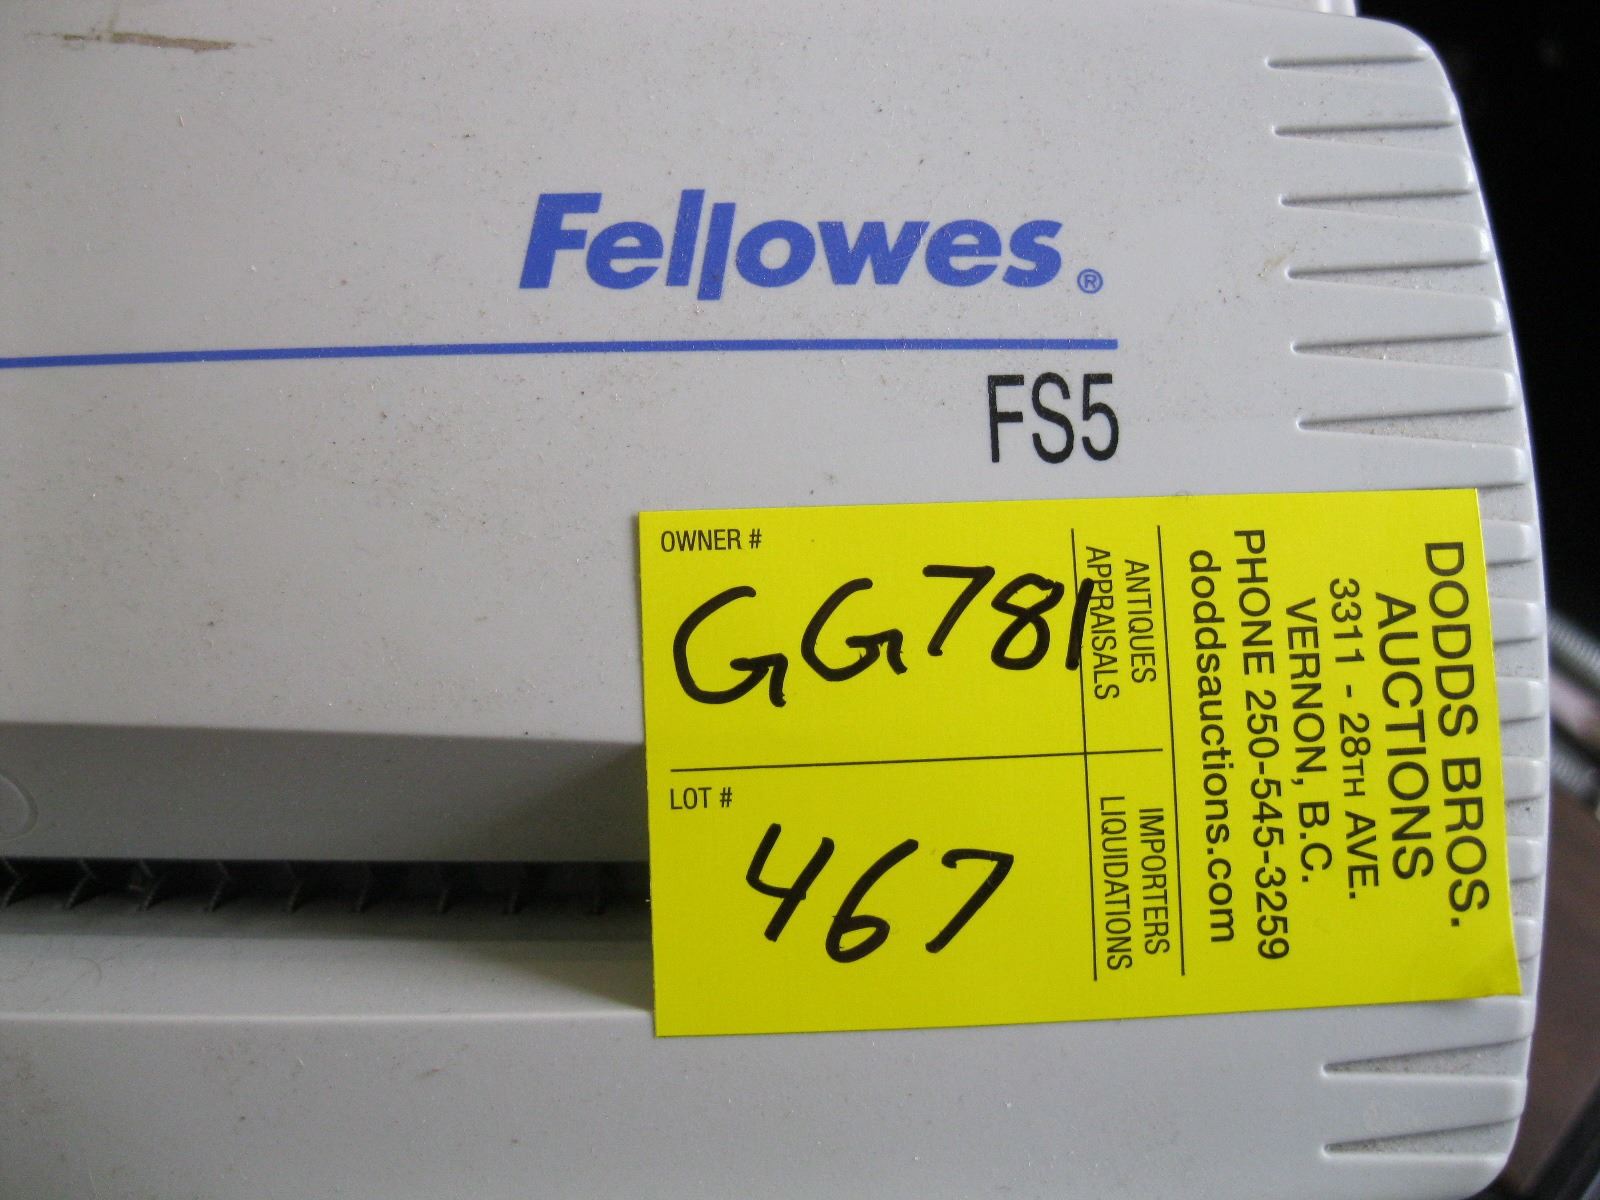 Fellowes®
FS5
OWNER #
GG781
LOT #
467
ANTIQUES
APPRAISALS
IMPORTERS
LIQUIDATIONS
DODDS BROS.
AUCTIONS
3311 - 28TH AVE.
VERNON, B.C.
PHONE 250-545-3259
doddsauctions.com